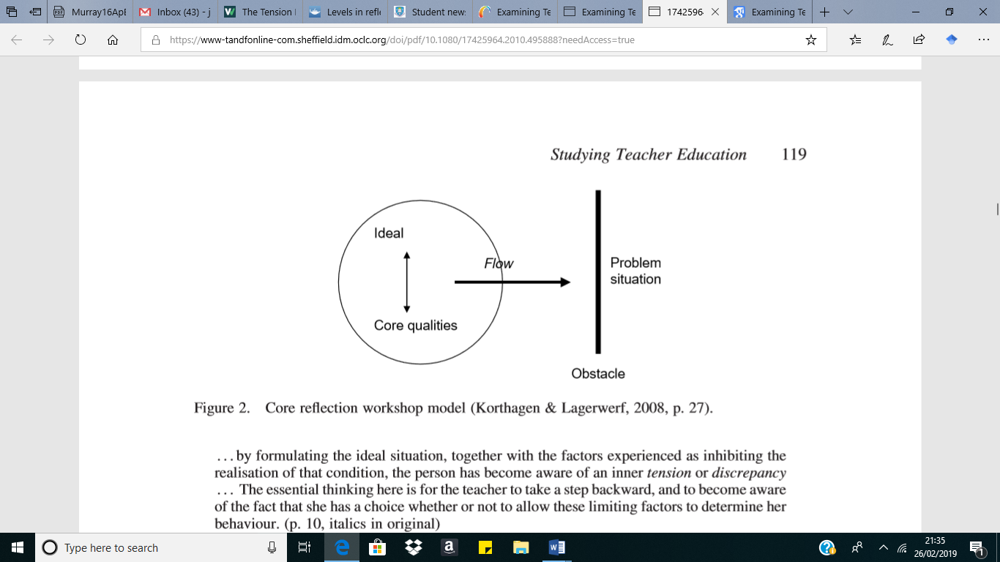 Murray16ApE
Inbox (43) - j
The Tension I
Levels in refle
Student news
Examining Te
Examining Te
1742596
Examining Te
https://www-tandfonline-com.sheffield.idm.oclc.org/doi/pdf/10.1080/17425964.2010.495888?needAccess=true
Studying Teacher Education 119
Ideal
Flow
Core qualities
Problem
situation
Obstacle
Figure 2. Core reflection workshop model (Korthagen & Lagerwerf, 2008, p. 27).
... by formulating the ideal situation, together with the factors experienced as inhibiting the
realisation of that condition, the person has become aware of an inner tension or discrepancy
... The essential thinking here is for the teacher to take a step backward, and to become aware
of the fact that she has a choice whether or not to allow these limiting factors to determine her
behaviour. (p. 10, italics in original)
Type here to search
21:35
26/02/2019
1